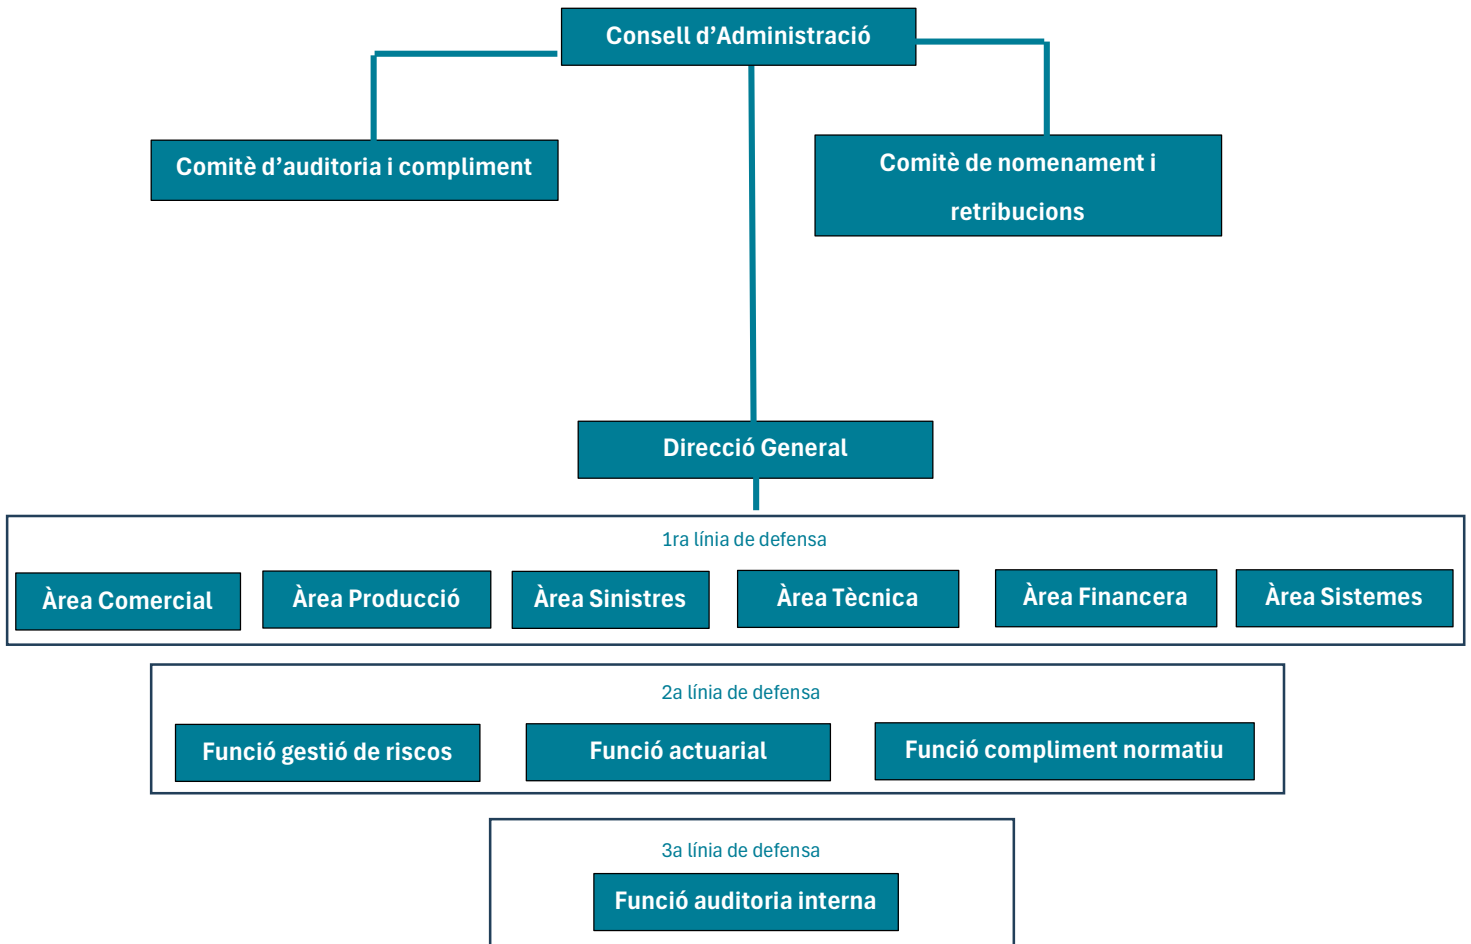 Consell d’Administració
Comitè d’auditoria i compliment
Comitè de nomenament i
retribucions
Direcció General
1ra línia de defensa
Àrea Comercial
Àrea Producció
Àrea Sinistres
Àrea Tècnica
Àrea Financera
Àrea Sistemes
2a línia de defensa
Funció gestió de riscos
Funció actuarial
Funció compliment normatiu
3a línia de defensa
Funció auditoria interna